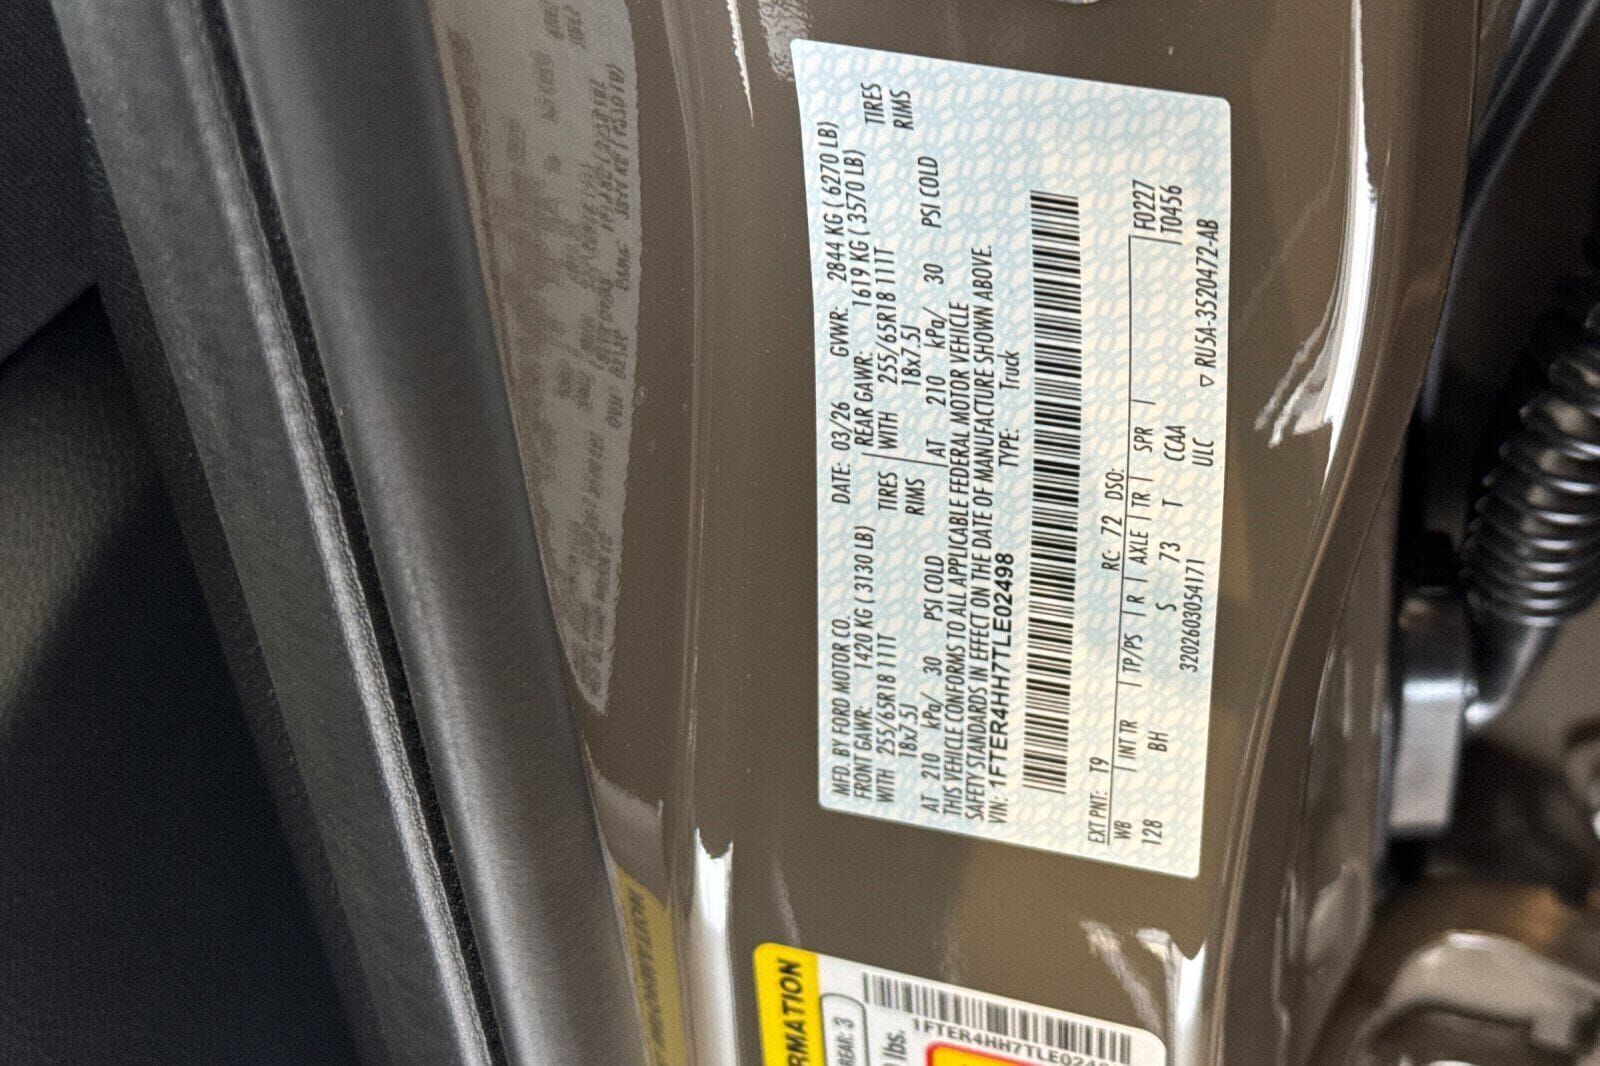 MFD. BY FORD MOTOR CO. DATE: 03/26 GVWR: 2844 KG ( 6270 LB)
FRONT GAWR: 1420 KG ( 3130 LB) REAR GAWR: 1619 KG ( 3570 LB)
WITH 255/65R18 111T TIRES WITH 255/65R18 111T TIRES
18x7.5J RIMS 18x7.5J RIMS
AT 210 kPa/ 30 PSI COLD AT 210 kPa/ 30 PSI COLD
THIS VEHICLE CONFORMS TO ALL APPLICABLE FEDERAL MOTOR VEHICLE
SAFETY STANDARDS IN EFFECT ON THE DATE OF MANUFACTURE SHOWN ABOVE.
VIN: 1FTER4HH7TLE02498 TYPE: Truck
EXT PNT: T9 RC: 72 DSO: F0227
WB INT TR TP/PS R AXLE TR SPR T0456
128 BH S 73 T CCAA
3202603054171 ULC ▽ RU5A-3520472-AB
RMATION
REAR: 3
lbs.
1FTER4HH7TLE024